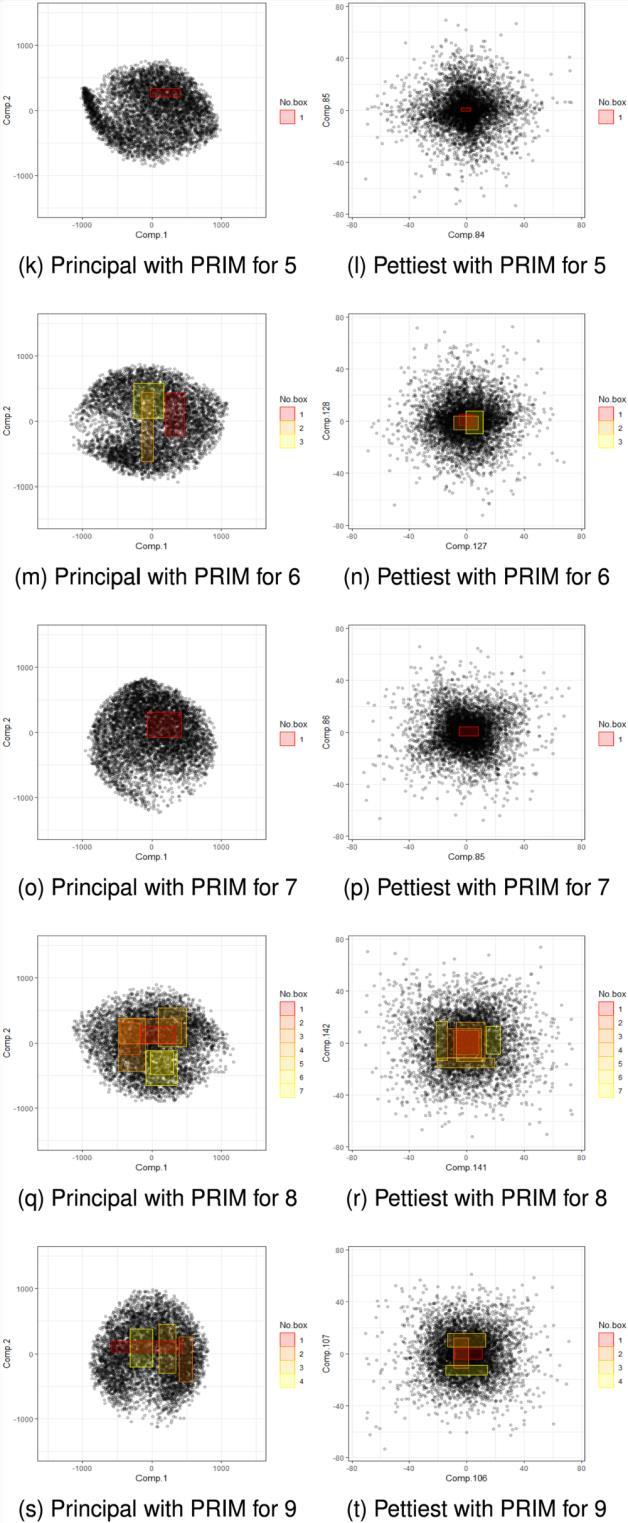 1000
0
-1000
Comp.2
-1000 0 1000
Comp.1
No.box
1
80
40
0
-40
-80
Comp.85
-80 -40 0 40 80
Comp.84
No.box
1
(k) Principal with PRIM for 5
(l) Pettiest with PRIM for 5
1000
0
-1000
Comp.2
-1000 0 1000
Comp.1
No.box
1
2
3
80
40
0
-40
-80
Comp.128
-80 -40 0 40 80
Comp.127
No.box
1
2
3
(m) Principal with PRIM for 6
(n) Pettiest with PRIM for 6
1000
0
-1000
Comp.2
-1000 0 1000
Comp.1
No.box
1
80
40
0
-40
-80
Comp.86
-80 -40 0 40 80
Comp.85
No.box
1
(o) Principal with PRIM for 7
(p) Pettiest with PRIM for 7
1000
0
-1000
Comp.2
-1000 0 1000
Comp.1
No.box
1
2
3
4
5
6
7
80
40
0
-40
-80
Comp.142
-80 -40 0 40 80
Comp.141
No.box
1
2
3
4
5
6
7
(q) Principal with PRIM for 8
(r) Pettiest with PRIM for 8
1000
0
-1000
Comp.2
-1000 0 1000
Comp.1
No.box
1
2
3
4
80
40
0
-40
-80
Comp.107
-80 -40 0 40 80
Comp.106
No.box
1
2
3
4
(s) Principal with PRIM for 9
(t) Pettiest with PRIM for 9